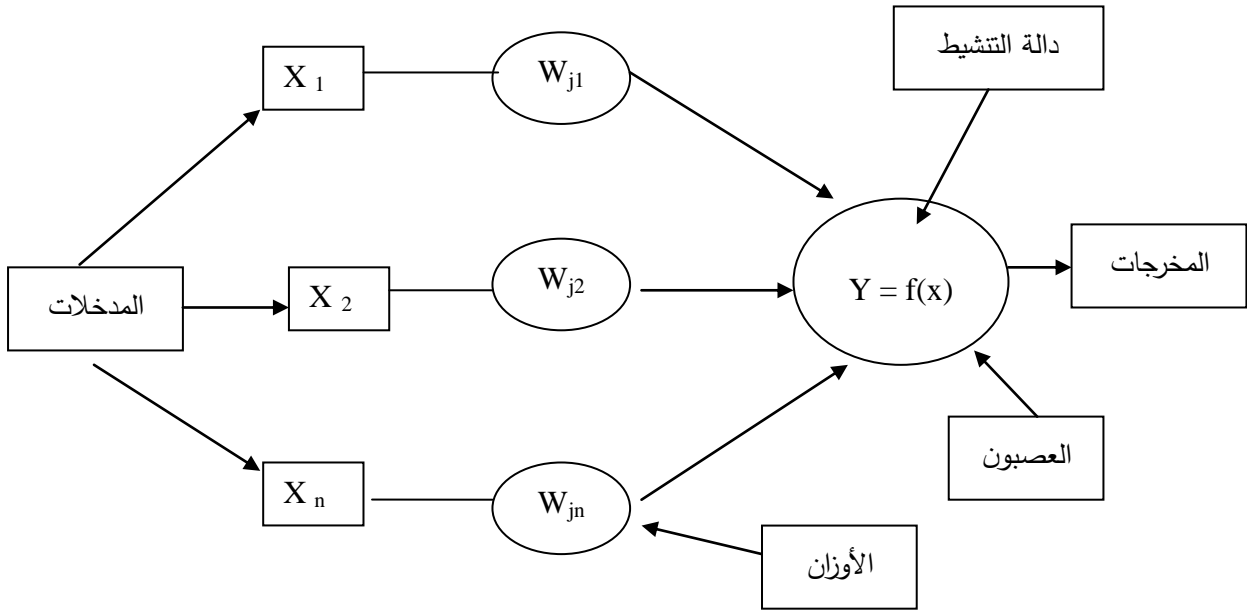 دالة التنشيط
X 1
Wj1
المدخلات
X 2
Wj2
Y = f(x)
المخرجات
العصبون
X n
Wjn
الأوزان